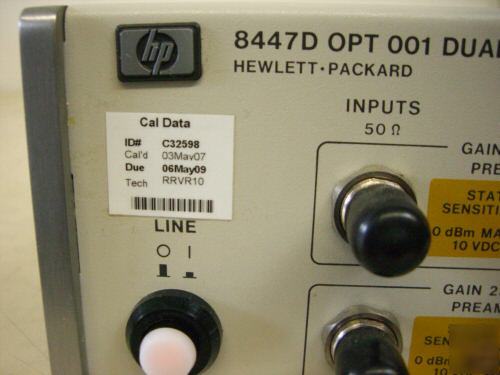 hp
8447D OPT 001 DUAL
HEWLETT·PACKARD
INPUTS
50 Ω
Cal Data
ID# C32598
Cal'd 03May07
Due 06May09
Tech RRVR10
LINE
O I
GAIN
PRE
STAT
SENSITI
0 dBm MA
10 VDC
GAIN 2
PREAM
SEN
0 dBm
10